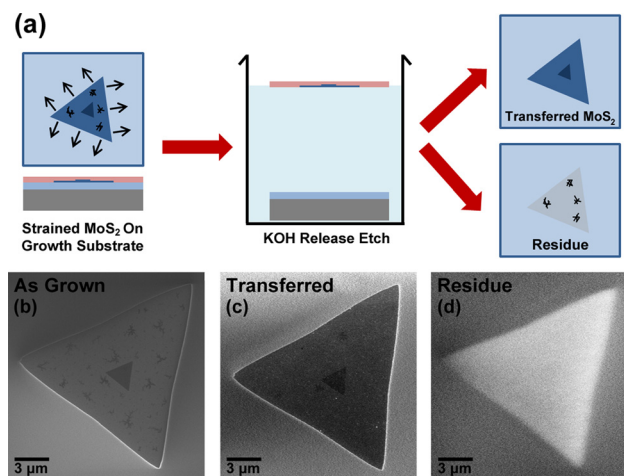 (a)
Strained MoS₂ On
Growth Substrate
KOH Release Etch
Transferred MoS₂
Residue
As Grown
(b)
3 μm
Transferred
(c)
3 μm
Residue
(d)
3 μm